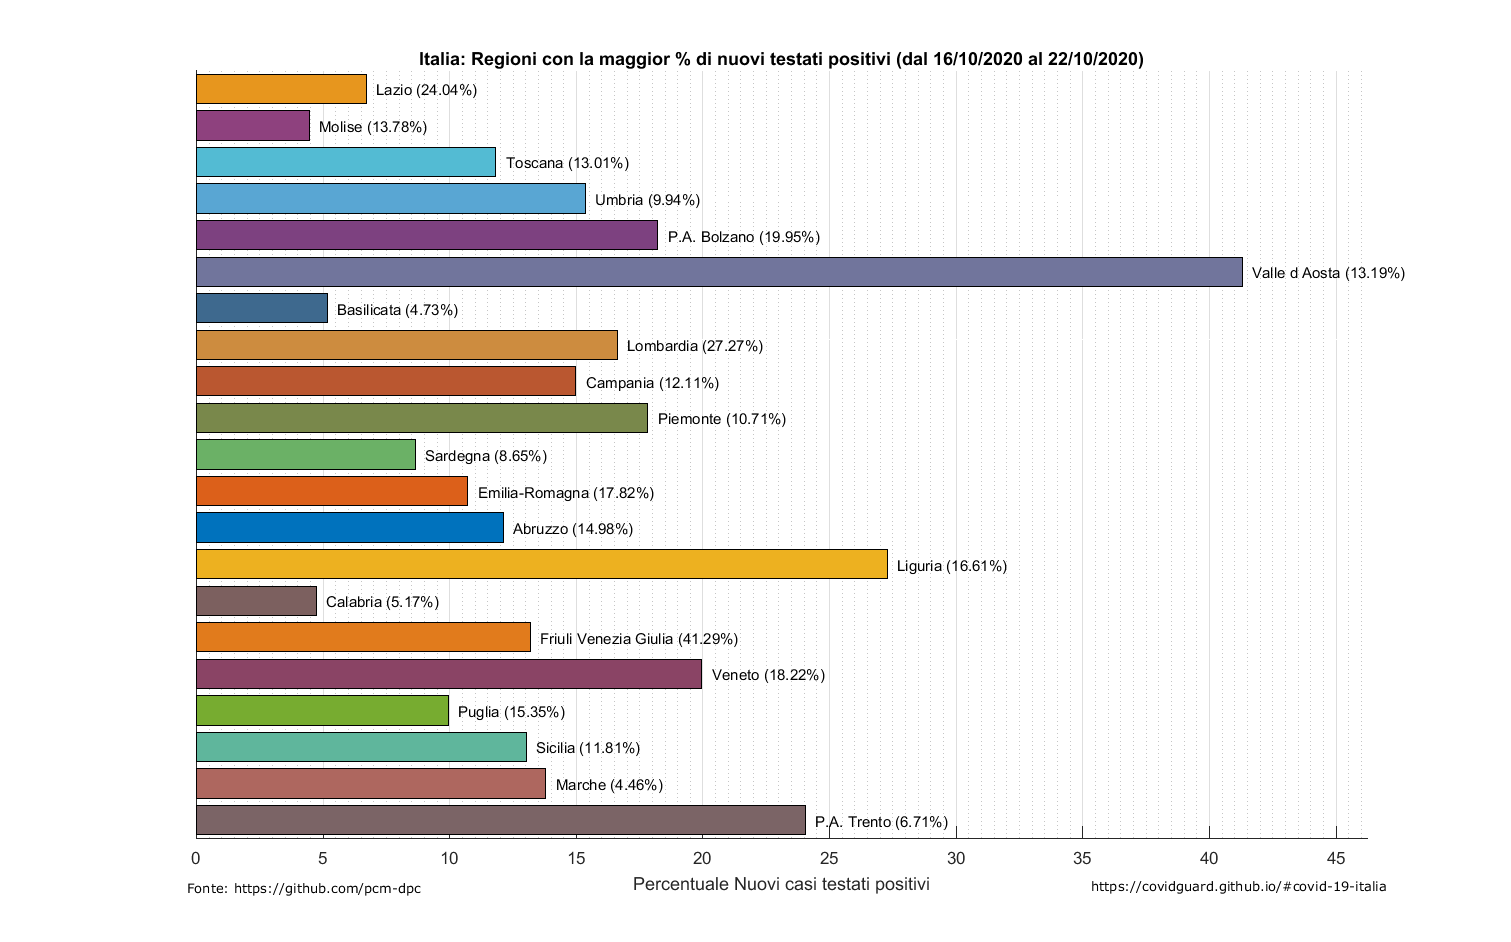 Italia: Regioni con la maggior % di nuovi testati positivi (dal 16/10/2020 al 22/10/2020)
Lazio (24.04%)
Molise (13.78%)
Toscana (13.01%)
Umbria (9.94%)
P.A. Bolzano (19.95%)
Valle d Aosta (13.19%)
Basilicata (4.73%)
Lombardia (27.27%)
Campania (12.11%)
Piemonte (10.71%)
Sardegna (8.65%)
Emilia-Romagna (17.82%)
Abruzzo (14.98%)
Liguria (16.61%)
Calabria (5.17%)
Friuli Venezia Giulia (41.29%)
Veneto (18.22%)
Puglia (15.35%)
Sicilia (11.81%)
Marche (4.46%)
P.A. Trento (6.71%)
0 5 10 15 20 25 30 35 40 45
Percentuale Nuovi casi testati positivi
Fonte: https://github.com/pcm-dpc
https://covidguard.github.io/#covid-19-italia